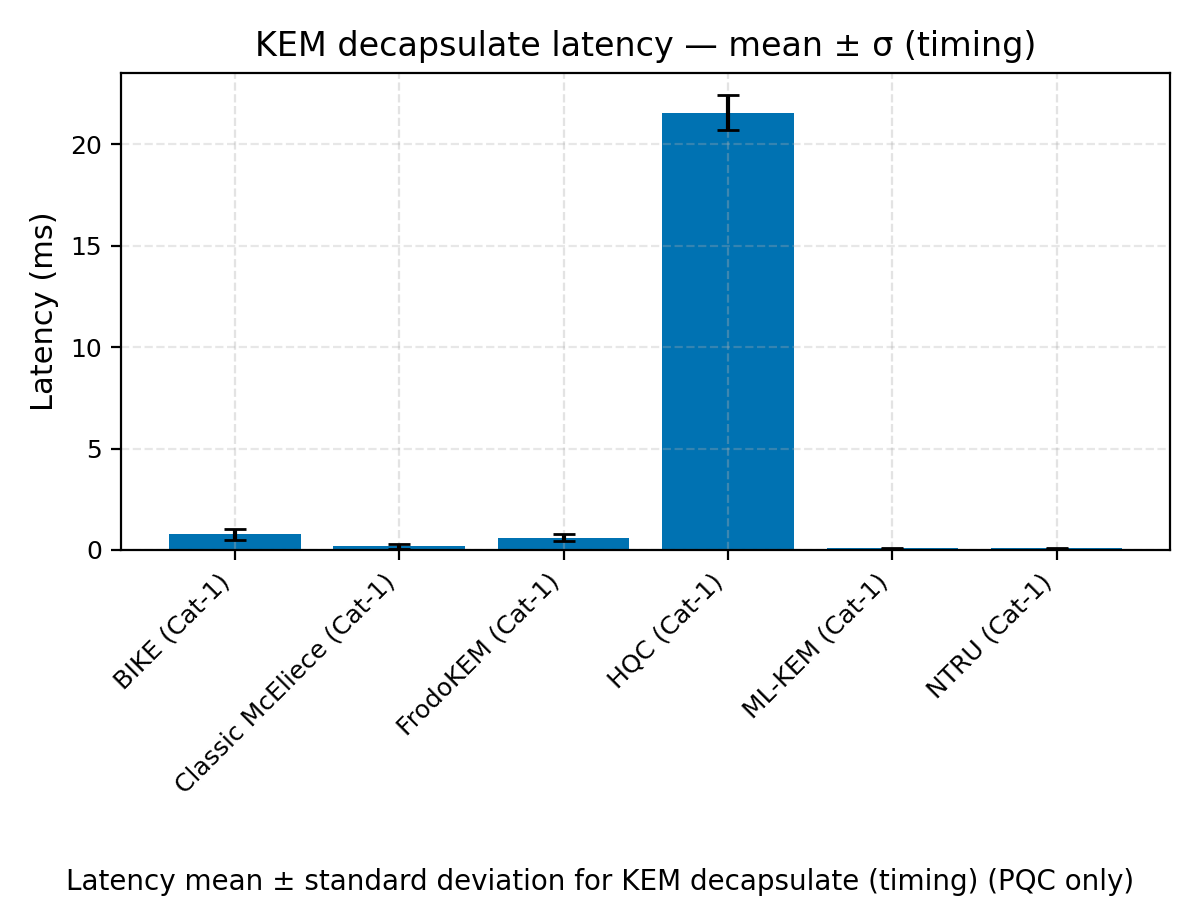 KEM decapsulate latency — mean ± σ (timing)
Latency (ms)
20
15
10
5
0
BIKE (Cat-1)
Classic McEliece (Cat-1)
FrodoKEM (Cat-1)
HQC (Cat-1)
ML-KEM (Cat-1)
NTRU (Cat-1)
Latency mean ± standard deviation for KEM decapsulate (timing) (PQC only)